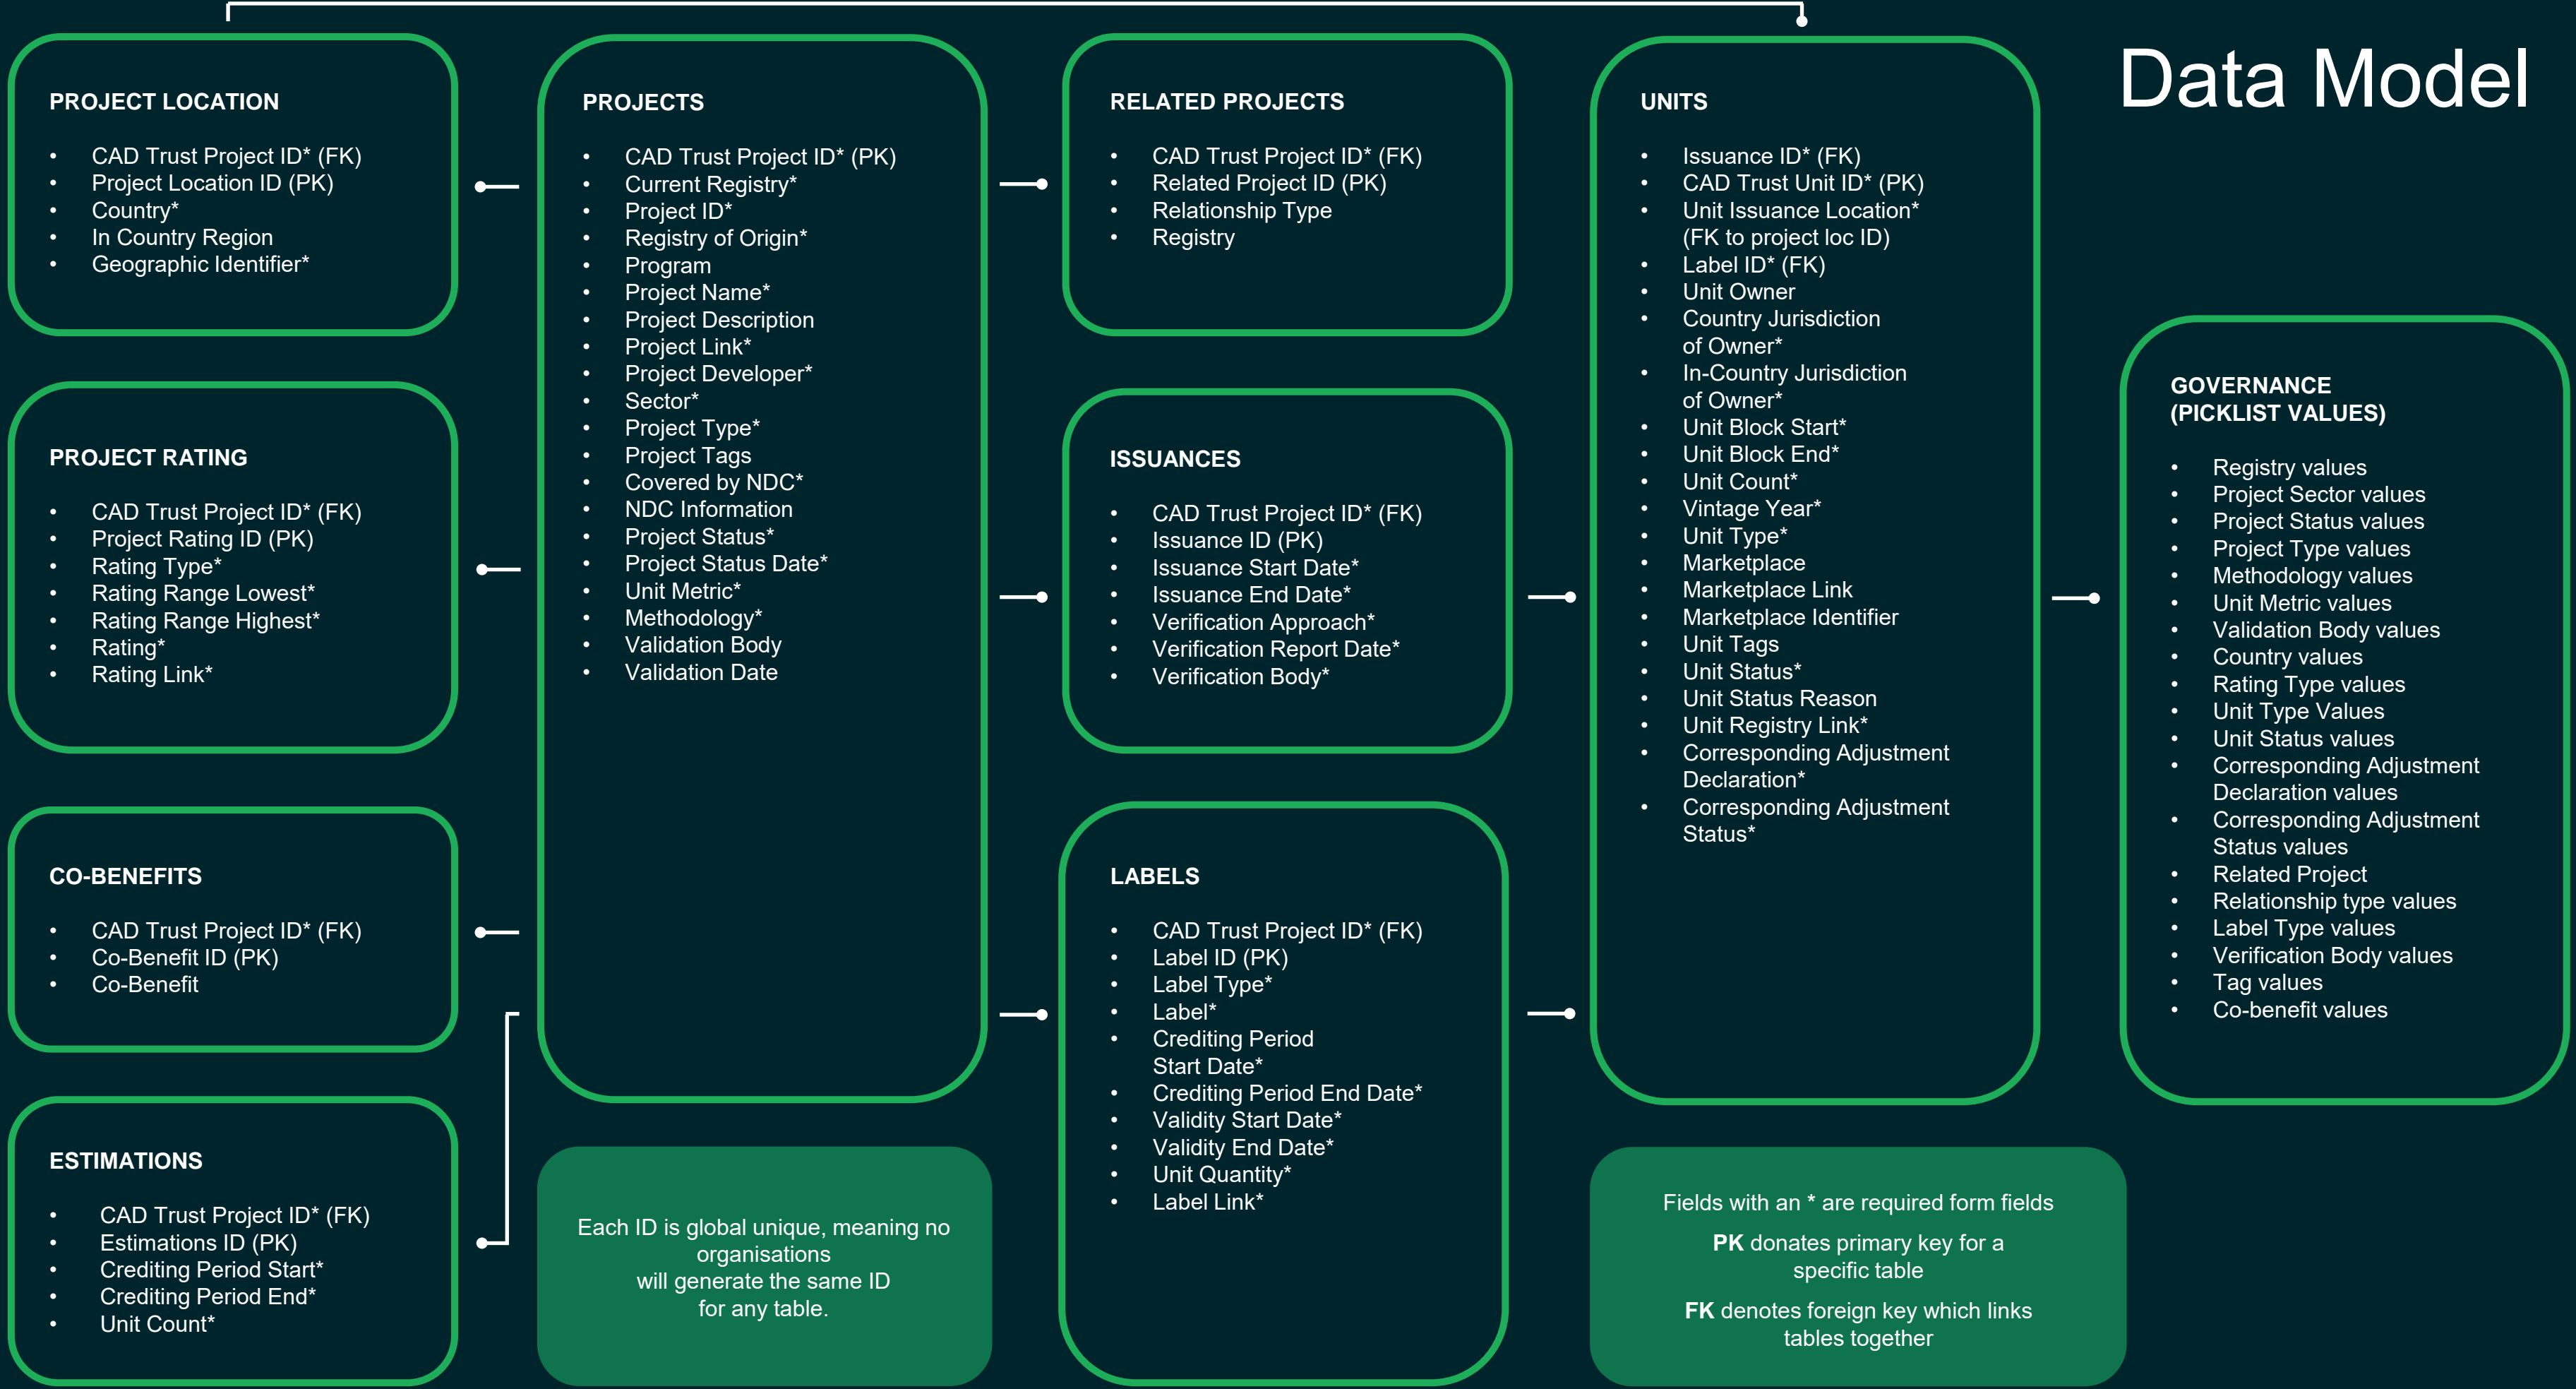 Data Model
PROJECT LOCATION
• CAD Trust Project ID* (FK)
• Project Location ID (PK)
• Country*
• In Country Region
• Geographic Identifier*
PROJECT RATING
• CAD Trust Project ID* (FK)
• Project Rating ID (PK)
• Rating Type*
• Rating Range Lowest*
• Rating Range Highest*
• Rating*
• Rating Link*
CO-BENEFITS
• CAD Trust Project ID* (FK)
• Co-Benefit ID (PK)
• Co-Benefit
ESTIMATIONS
• CAD Trust Project ID* (FK)
• Estimations ID (PK)
• Crediting Period Start*
• Crediting Period End*
• Unit Count*
PROJECTS
• CAD Trust Project ID* (PK)
• Current Registry*
• Project ID*
• Registry of Origin*
• Program
• Project Name*
• Project Description
• Project Link*
• Project Developer*
• Sector*
• Project Type*
• Project Tags
• Covered by NDC*
• NDC Information
• Project Status*
• Project Status Date*
• Unit Metric*
• Methodology*
• Validation Body
• Validation Date
Each ID is global unique, meaning no
organisations
will generate the same ID
for any table.
RELATED PROJECTS
• CAD Trust Project ID* (FK)
• Related Project ID (PK)
• Relationship Type
• Registry
ISSUANCES
• CAD Trust Project ID* (FK)
• Issuance ID (PK)
• Issuance Start Date*
• Issuance End Date*
• Verification Approach*
• Verification Report Date*
• Verification Body*
LABELS
• CAD Trust Project ID* (FK)
• Label ID (PK)
• Label Type*
• Label*
• Crediting Period
Start Date*
• Crediting Period End Date*
• Validity Start Date*
• Validity End Date*
• Unit Quantity*
• Label Link*
UNITS
• Issuance ID* (FK)
• CAD Trust Unit ID* (PK)
• Unit Issuance Location*
(FK to project loc ID)
• Label ID* (FK)
• Unit Owner
• Country Jurisdiction
of Owner*
• In-Country Jurisdiction
of Owner*
• Unit Block Start*
• Unit Block End*
• Unit Count*
• Vintage Year*
• Unit Type*
• Marketplace
• Marketplace Link
• Marketplace Identifier
• Unit Tags
• Unit Status*
• Unit Status Reason
• Unit Registry Link*
• Corresponding Adjustment
Declaration*
• Corresponding Adjustment
Status*
Fields with an * are required form fields
PK donates primary key for a
specific table
FK denotes foreign key which links
tables together
GOVERNANCE
(PICKLIST VALUES)
• Registry values
• Project Sector values
• Project Status values
• Project Type values
• Methodology values
• Unit Metric values
• Validation Body values
• Country values
• Rating Type values
• Unit Type Values
• Unit Status values
• Corresponding Adjustment
Declaration values
• Corresponding Adjustment
Status values
• Related Project
• Relationship type values
• Label Type values
• Verification Body values
• Tag values
• Co-benefit values